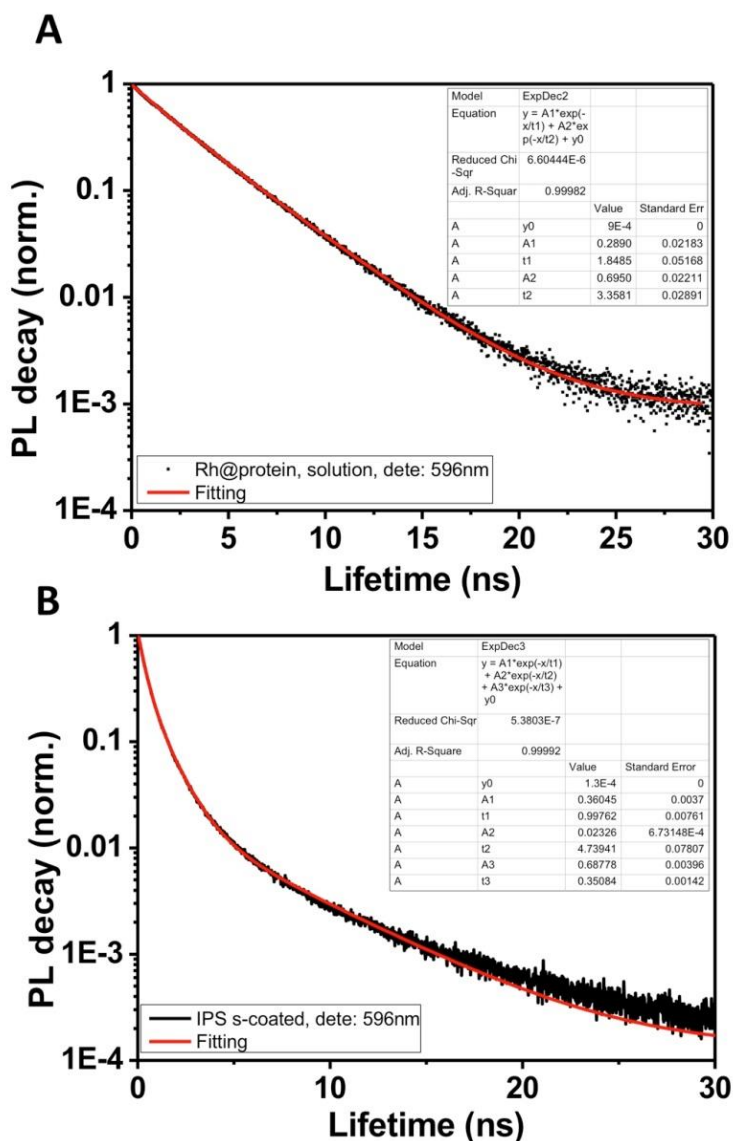 A
PL decay (norm.)
1
0.1
0.01
1E-3
1E-4
Model ExpDec2
Equation y = A1*exp(-
x/t1) + A2*ex
p(-x/t2) + y0
Reduced Chi
-Sqr 6.60444E-6
Adj. R-Squar 0.99982
Value Standard Err
A y0 9E-4 0
A A1 0.2890 0.02183
A t1 1.8485 0.05168
A A2 0.6950 0.02211
A t2 3.3581 0.02891
Rh@protein, solution, dete: 596nm
Fitting
0 5 10 15 20 25 30
Lifetime (ns)
B
PL decay (norm.)
1
0.1
0.01
1E-3
1E-4
Model ExpDec3
Equation y = A1*exp(-x/t1)
+ A2*exp(-x/t2)
+ A3*exp(-x/t3) +
y0
Reduced Chi-Sqr 5.3803E-7
Adj. R-Square 0.99992
Value Standard Error
A y0 1.3E-4 0
A A1 0.36045 0.0037
A t1 0.99762 0.00761
A A2 0.02326 6.73148E-4
A t2 4.73941 0.07807
A A3 0.68778 0.00396
A t3 0.35084 0.00142
IPS s-coated, dete: 596nm
Fitting
0 10 20 30
Lifetime (ns)